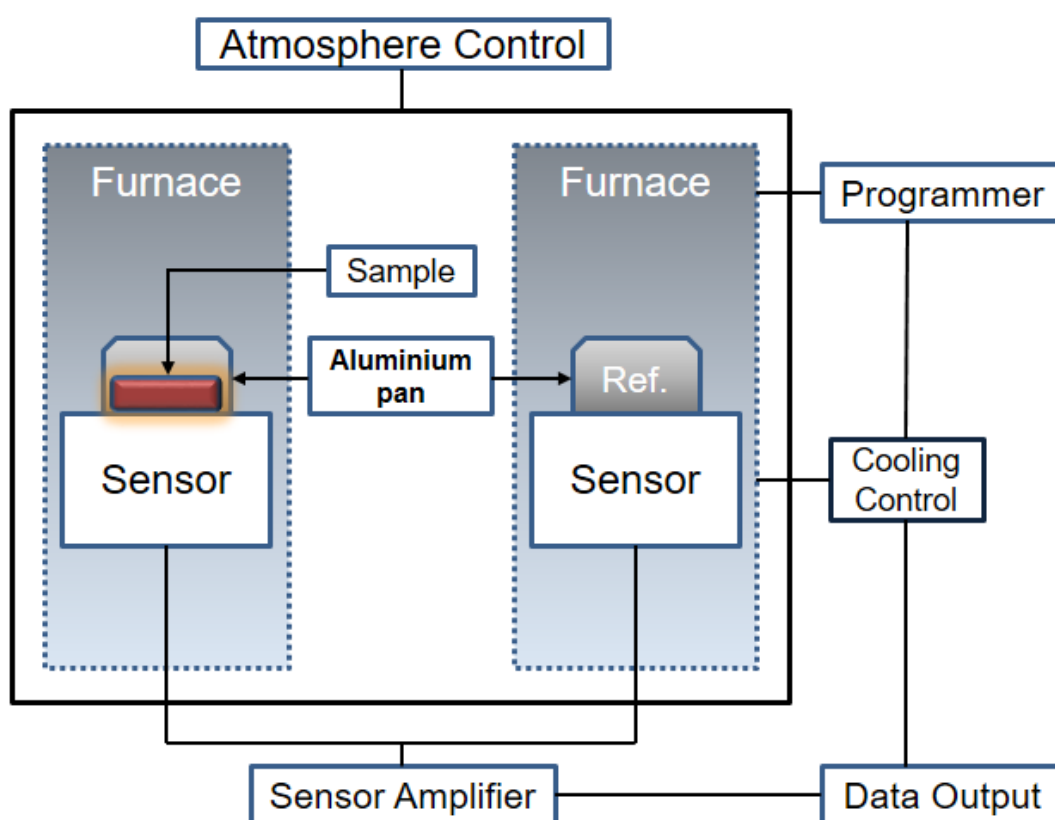 Atmosphere Control
Furnace
Furnace
Programmer
Sample
Aluminium
pan
Ref.
Sensor
Sensor
Cooling
Control
Sensor Amplifier
Data Output